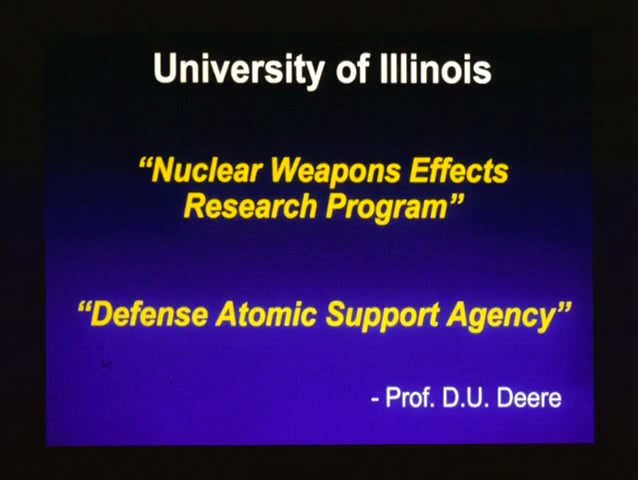 University of Illinois
“Nuclear Weapons Effects
Research Program”
“Defense Atomic Support Agency”
- Prof. D.U. Deere